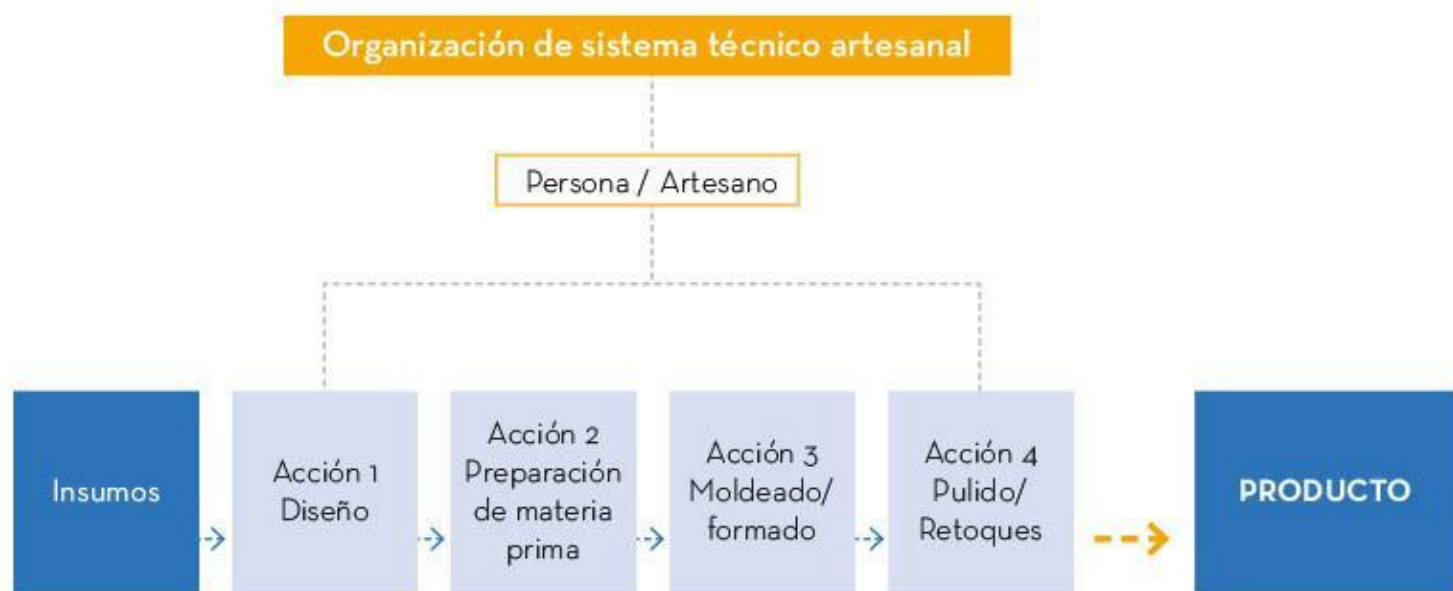 Organización de sistema técnico artesanal
Persona / Artesano
Insumos
Acción 1
Diseño
Acción 2
Preparación
de materia
prima
Acción 3
Moldeado/
formado
Acción 4
Pulido/
Retoques
PRODUCTO